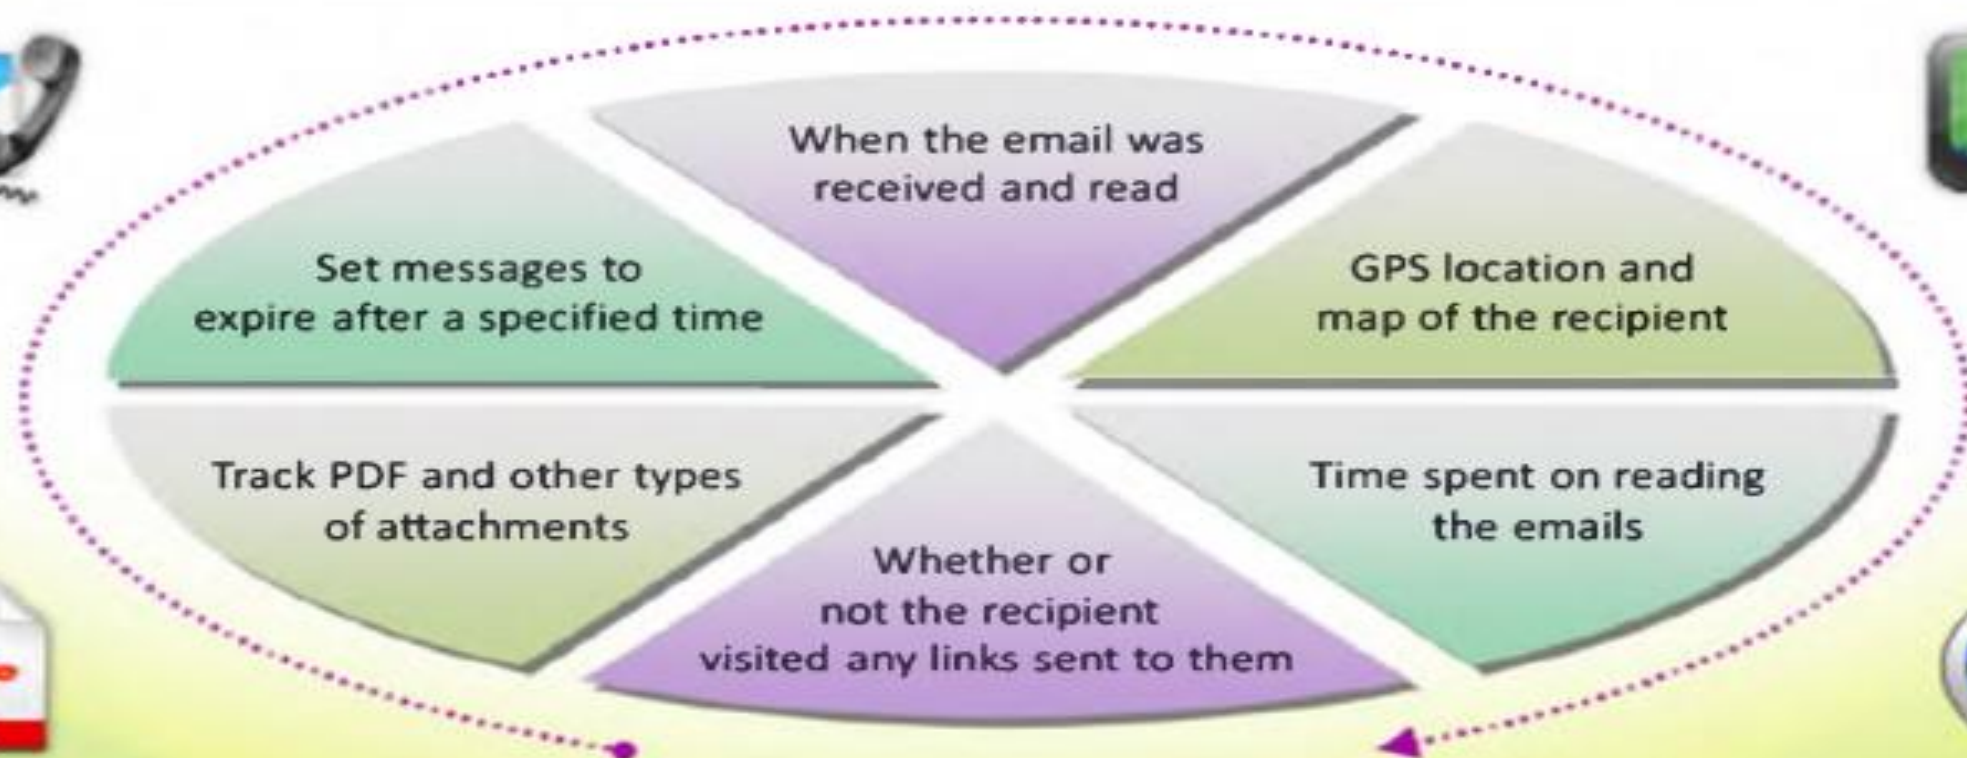 When the email was
received and read
GPS location and
map of the recipient
Time spent on reading
the emails
Whether or
not the recipient
visited any links sent to them
Track PDF and other types
of attachments
Set messages to
expire after a specified time